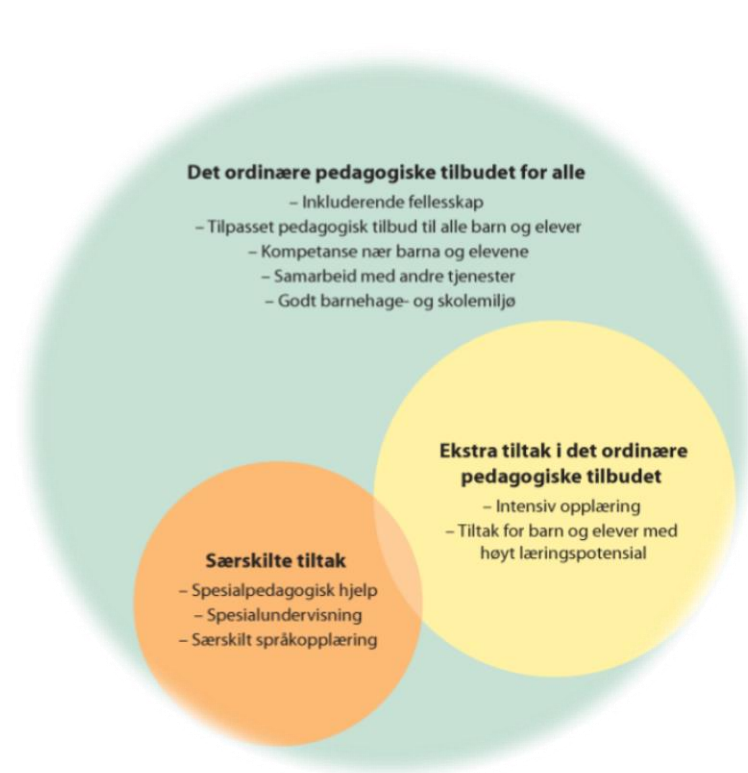 Det ordinære pedagogiske tilbudet for alle
– Inkluderende fellesskap
– Tilpasset pedagogisk tilbud til alle barn og elever
– Kompetanse nær barna og elevene
– Samarbeid med andre tjenester
– Godt barnehage- og skolemiljø
Ekstra tiltak i det ordinære
pedagogiske tilbudet
– Intensiv opplæring
– Tiltak for barn og elever med
høyt læringspotensial
Særskilte tiltak
– Spesialpedagogisk hjelp
– Spesialundervisning
– Særskilt språkopplæring